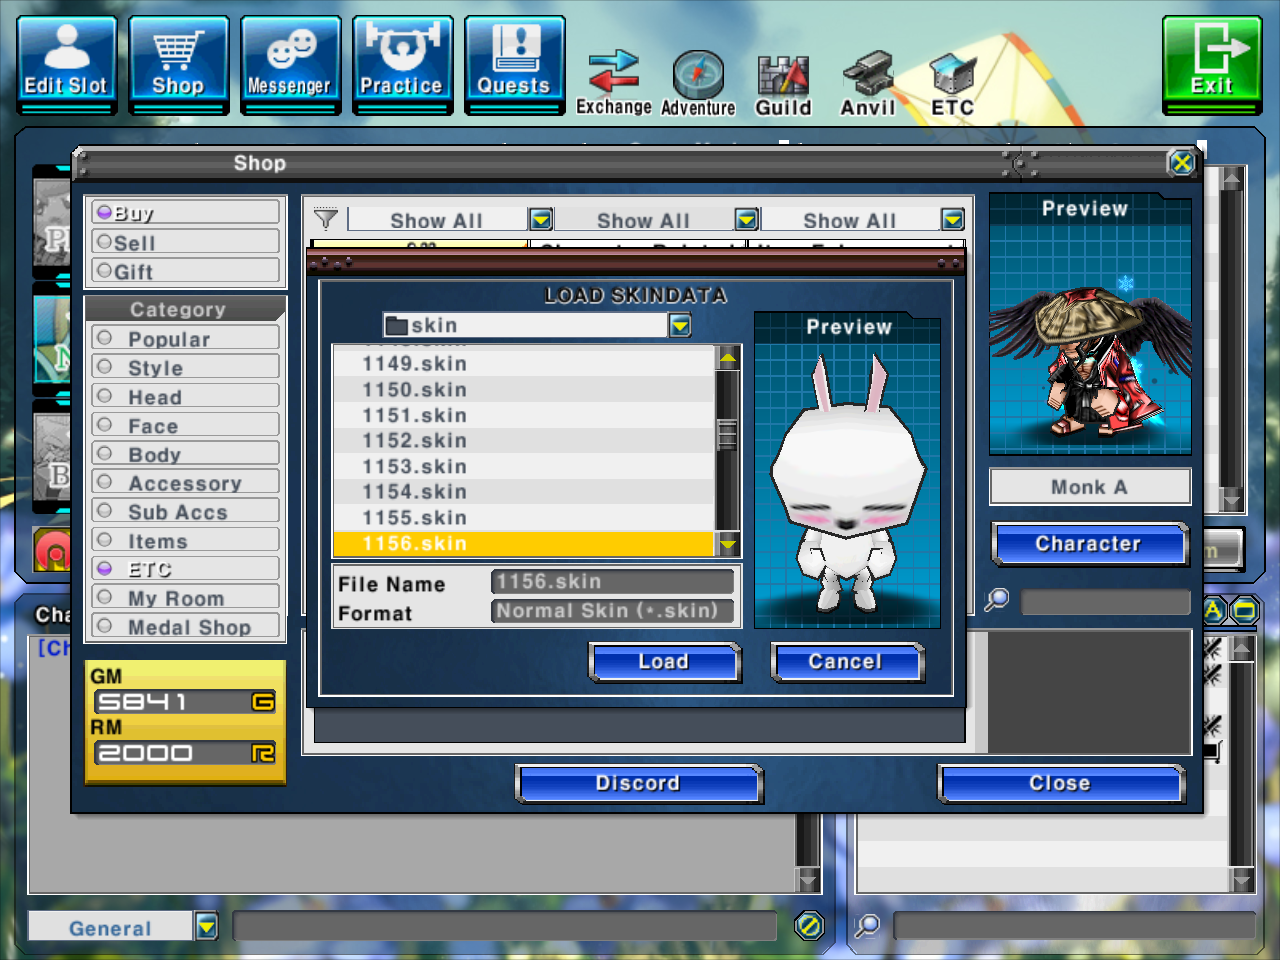 Edit Slot
Shop
Messenger
Practice
Quests
Exchange
Adventure
Guild
Anvil
ETC
Exit
Shop
Buy
Sell
Gift
Category
Popular
Style
Head
Face
Body
Accessory
Sub Accs
Items
ETC
My Room
Medal Shop
GM
5841 G
RM
2000 R
Show All
Show All
Show All
LOAD SKINDATA
skin
1149.skin
1150.skin
1151.skin
1152.skin
1153.skin
1154.skin
1155.skin
1156.skin
File Name
1156.skin
Format
Normal Skin (*.skin)
Preview
Load
Cancel
Preview
Monk A
Character
Discord
Close
Cha
[Ch
A
General